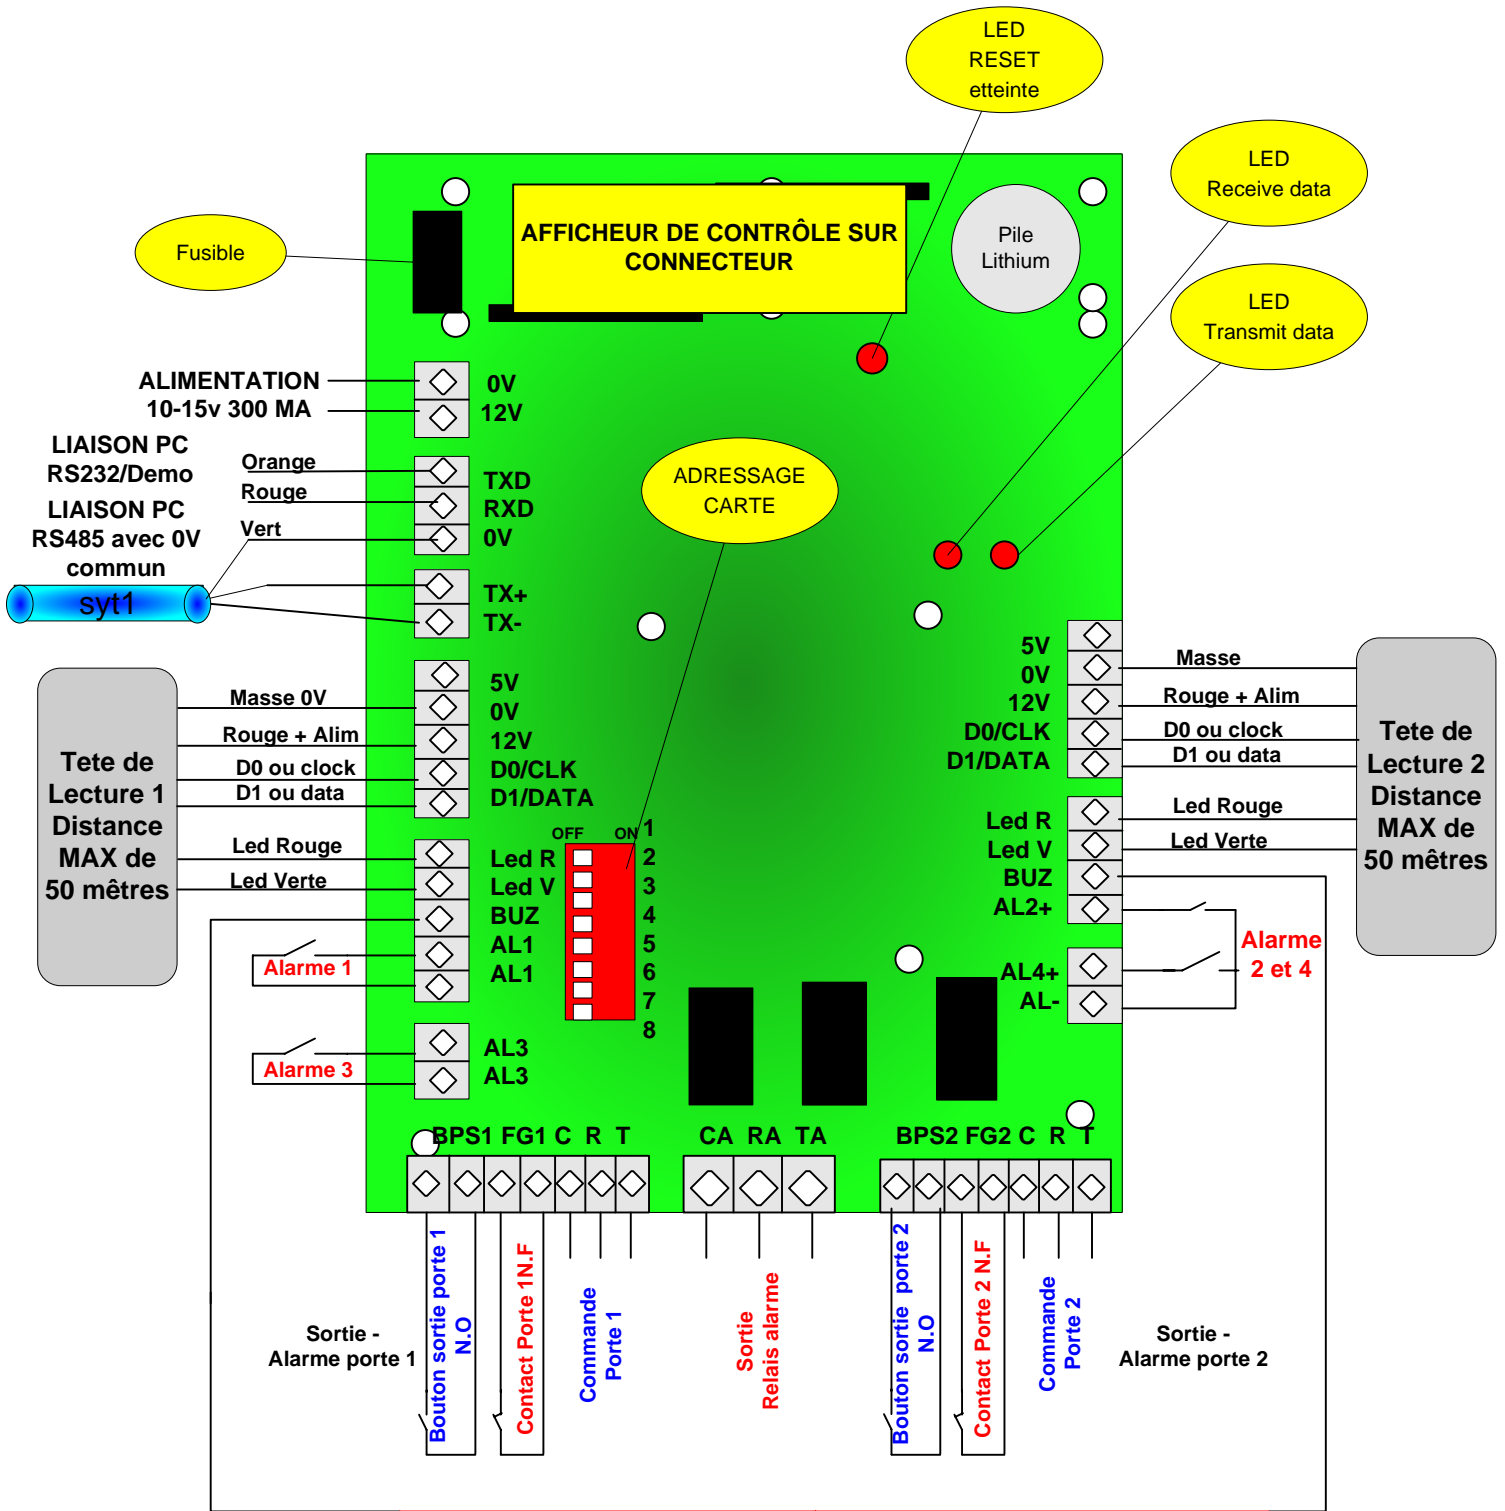 LED
RESET
etteinte
LED
Receive data
LED
Transmit data
Fusible
AFFICHEUR DE CONTRÔLE SUR
CONNECTEUR
Pile
Lithium
ALIMENTATION
10-15v 300 MA
0V
12V
LIAISON PC
RS232/Demo
Orange
Rouge
Vert
TXD
RXD
0V
LIAISON PC
RS485 avec 0V
commun
syt1
TX+
TX-
ADRESSAGE
CARTE
Tete de
Lecture 1
Distance
MAX de
50 mêtres
Masse 0V
Rouge + Alim
D0 ou clock
D1 ou data
Led Rouge
Led Verte
5V
0V
12V
D0/CLK
D1/DATA
Led R
Led V
BUZ
AL1
AL1
Alarme 1
AL3
AL3
Alarme 3
OFF ON
1
2
3
4
5
6
7
8
5V
0V
12V
D0/CLK
D1/DATA
Led R
Led V
BUZ
AL2+
AL4+
AL-
Masse
Rouge + Alim
D0 ou clock
D1 ou data
Led Rouge
Led Verte
Tete de
Lecture 2
Distance
MAX de
50 mêtres
Alarme
2 et 4
BPS1 FG1 C R T
CA RA TA
BPS2 FG2 C R T
Sortie -
Alarme porte 1
Bouton sortie porte 1
N.O
Contact Porte 1N.F
Commande
Porte 1
Sortie
Relais alarme
Bouton sortie porte 2
N.O
Contact Porte 2 N.F
Commande
Porte 2
Sortie -
Alarme porte 2